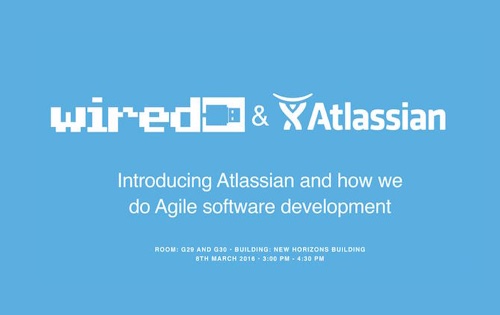 wired & Atlassian
Introducing Atlassian and how we
do Agile software development
ROOM: G29 AND G30 - BUILDING: NEW HORIZONS BUILDING
8TH MARCH 2016 - 3:00 PM - 4:30 PM